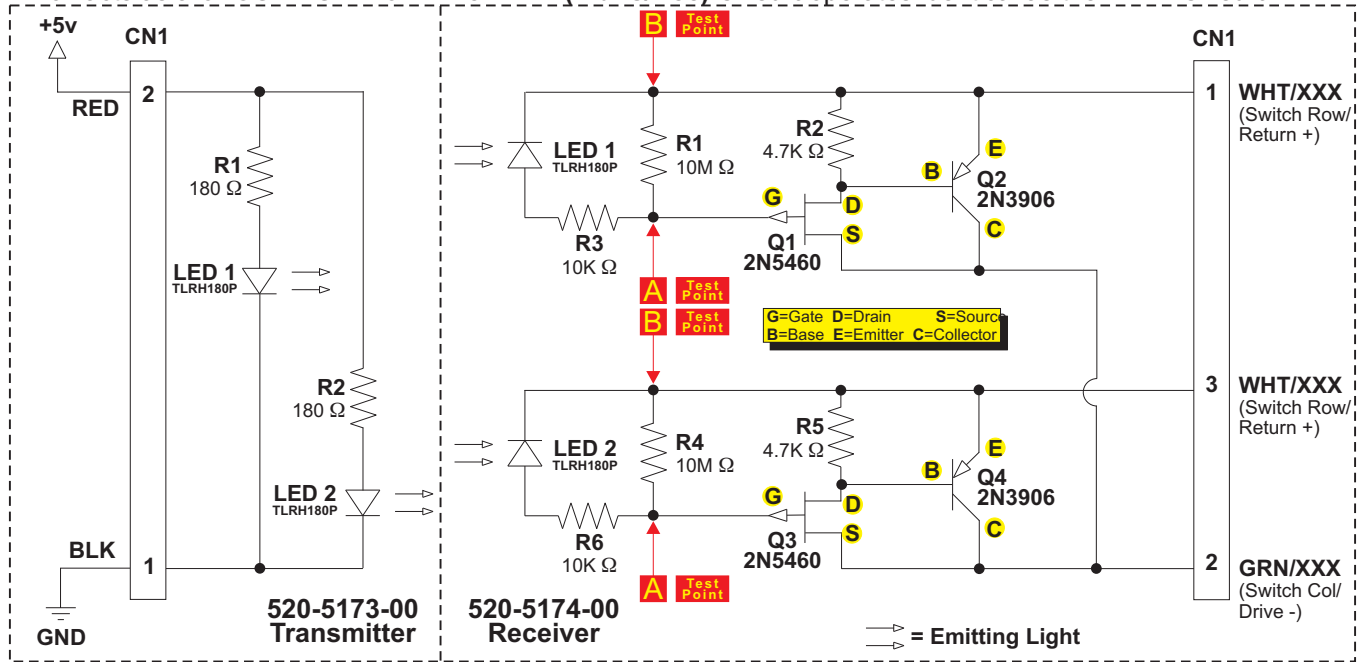 B Test Point
+5v
CN1
CN1
RED
2
1
WHT/XXX
(Switch Row/
Return +)
R1
180 Ω
LED 1
TLRH180P
R1
10M Ω
R2
4.7K Ω
E
B
Q2
2N3906
G
D
C
R3
10K Ω
Q1
2N5460
S
LED 1
TLRH180P
A Test Point
B Test Point
G=Gate D=Drain S=Source
B=Base E=Emitter C=Collector
R2
180 Ω
3
WHT/XXX
(Switch Row/
Return +)
LED 2
TLRH180P
R4
10M Ω
R5
4.7K Ω
E
B
Q4
2N3906
LED 2
TLRH180P
G
D
C
R6
10K Ω
Q3
2N5460
S
BLK
1
2
GRN/XXX
(Switch Col/
Drive -)
A Test Point
GND
520-5173-00
Transmitter
520-5174-00
Receiver
= Emitting Light